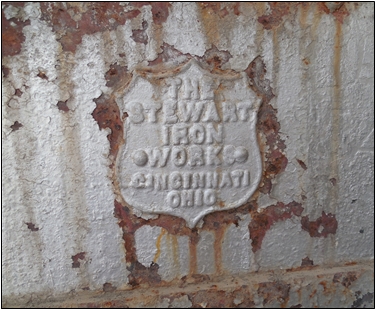 THE
STEWART
IRON
•WORKS•
CINCINNATI
OHIO